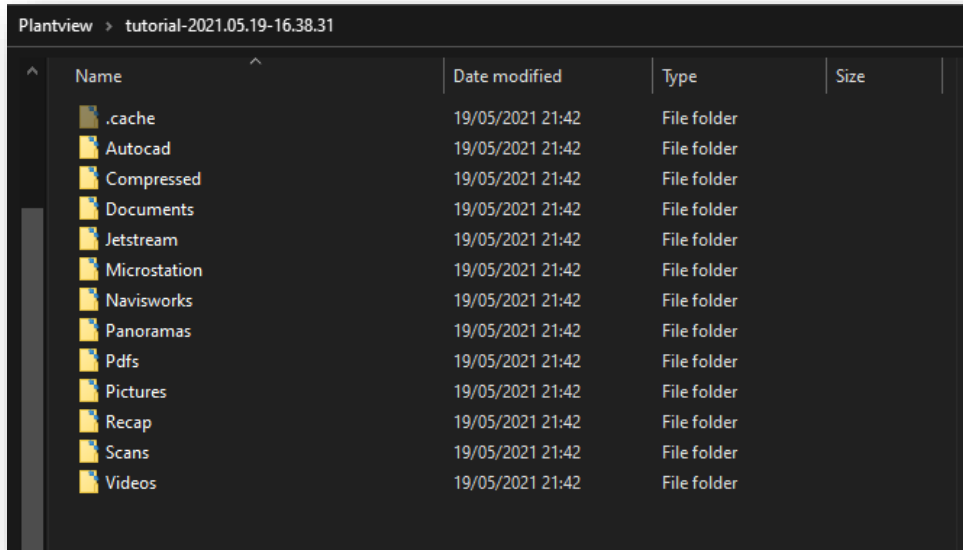 Plantview > tutorial-2021.05.19-16.38.31
Name Date modified Type Size
.cache 19/05/2021 21:42 File folder
Autocad 19/05/2021 21:42 File folder
Compressed 19/05/2021 21:42 File folder
Documents 19/05/2021 21:42 File folder
Jetstream 19/05/2021 21:42 File folder
Microstation 19/05/2021 21:42 File folder
Navisworks 19/05/2021 21:42 File folder
Panoramas 19/05/2021 21:42 File folder
Pdfs 19/05/2021 21:42 File folder
Pictures 19/05/2021 21:42 File folder
Recap 19/05/2021 21:42 File folder
Scans 19/05/2021 21:42 File folder
Videos 19/05/2021 21:42 File folder